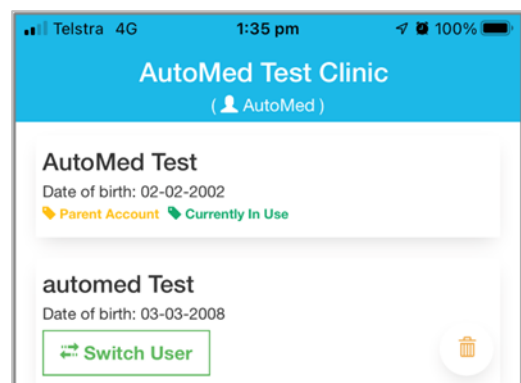 Telstra 4G 1:35 pm 100%
AutoMed Test Clinic
( AutoMed )
AutoMed Test
Date of birth: 02-02-2002
Parent Account Currently In Use
automed Test
Date of birth: 03-03-2008
Switch User